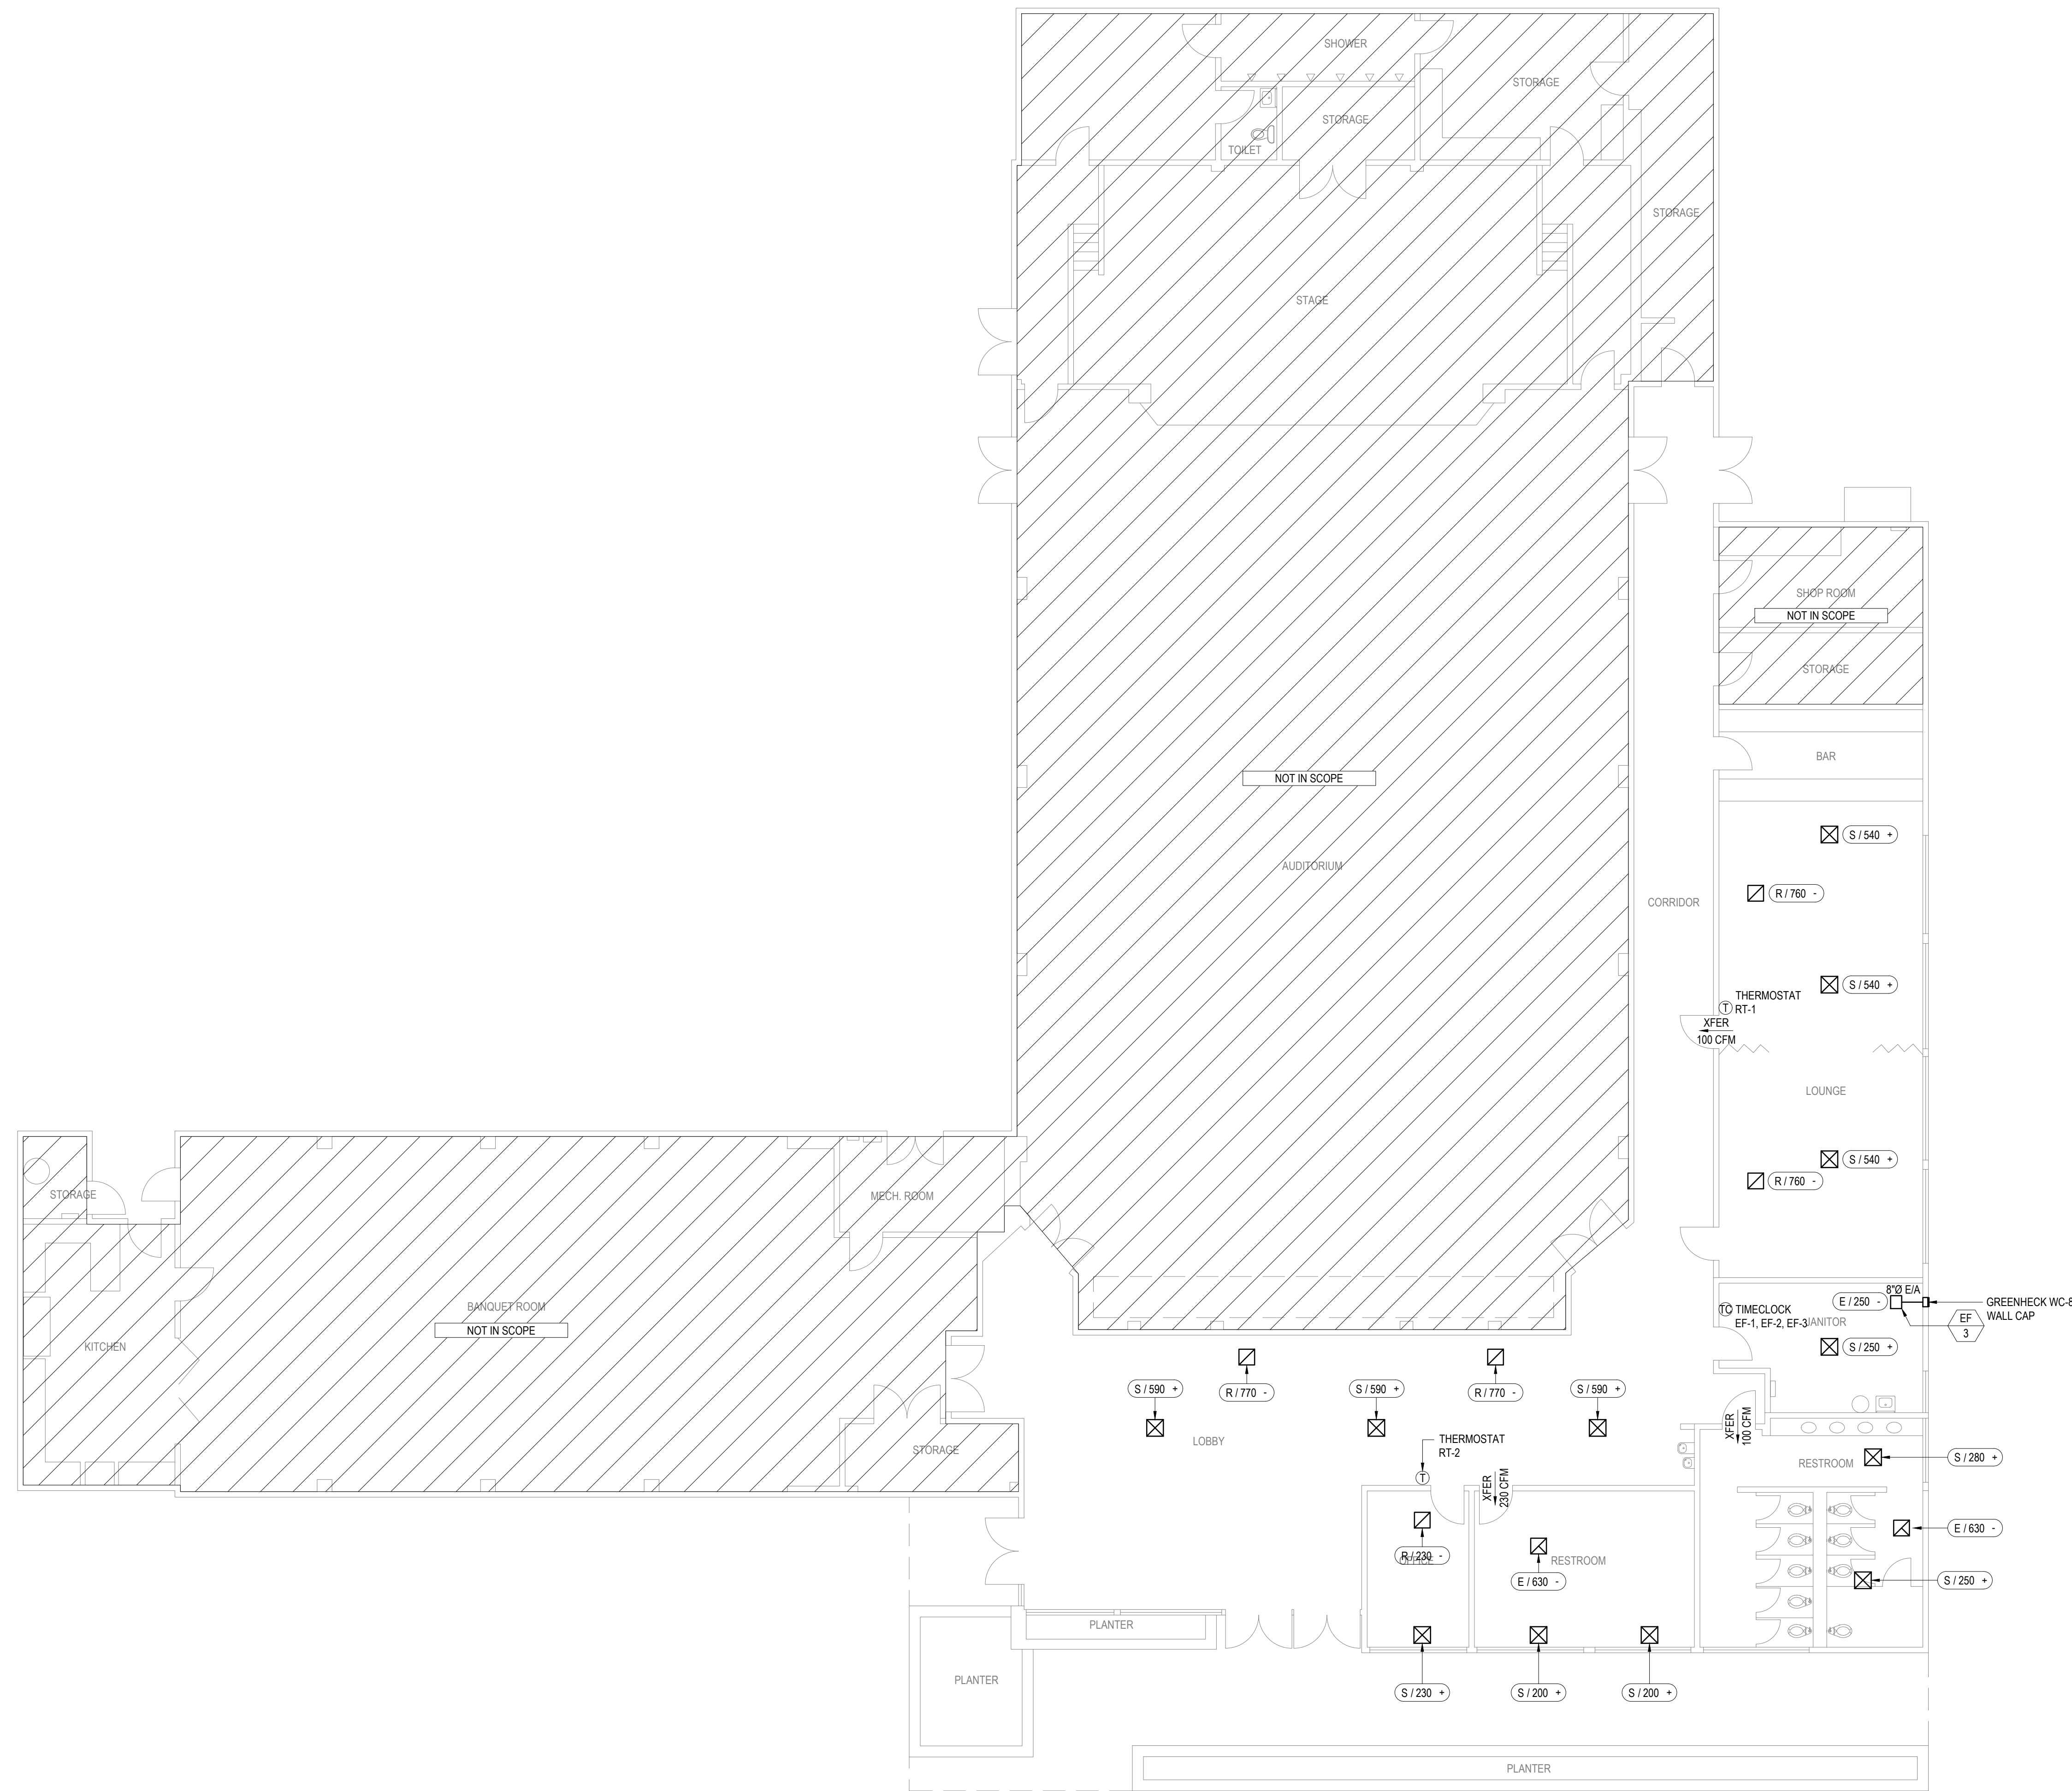 SHOWER
STORAGE
STORAGE
TOILET
STORAGE
STAGE
SHOP ROOM
NOT IN SCOPE
STORAGE
BAR
NOT IN SCOPE
S / 540 +
AUDITORIUM
R / 760 -
CORRIDOR
S / 540 +
THERMOSTAT
RT-1
T
XFER
100 CFM
LOUNGE
S / 540 +
R / 760 -
STORAGE
MECH. ROOM
BANQUET ROOM
NOT IN SCOPE
KITCHEN
STORAGE
8"Ø E/A
E / 250 -
GREENHECK WC-8
WALL CAP
EF
3
TC TIMECLOCK
EF-1, EF-2, EF-3
JANITOR
S / 250 +
S / 590 +
R / 770 -
S / 590 +
R / 770 -
S / 590 +
LOBBY
THERMOSTAT
RT-2
T
XFER
100 CFM
RESTROOM
S / 280 +
XFER
230 CFM
E / 630 -
R / 230 -
OFFICE
RESTROOM
E / 630 -
S / 250 +
PLANTER
PLANTER
S / 230 +
S / 200 +
S / 200 +
PLANTER